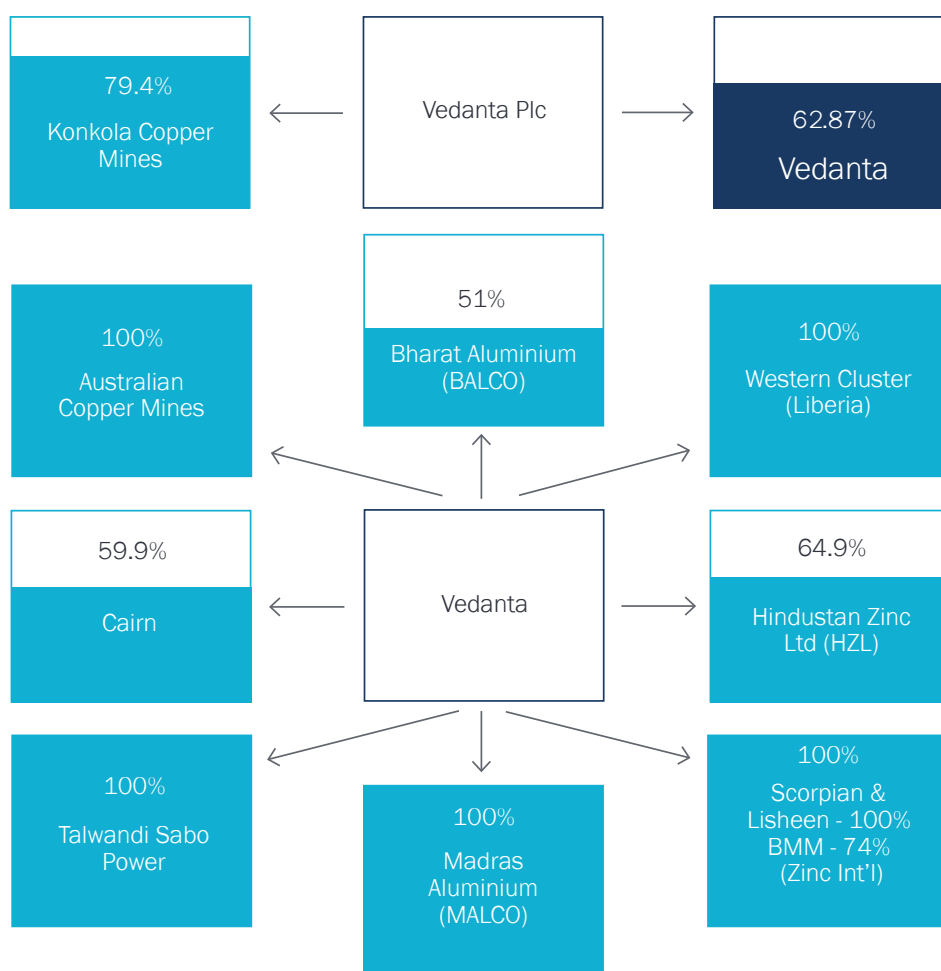 79.4%
Konkola Copper
Mines
Vedanta Plc
62.87%
Vedanta
100%
Australian
Copper Mines
51%
Bharat Aluminium
(BALCO)
100%
Western Cluster
(Liberia)
59.9%
Cairn
Vedanta
64.9%
Hindustan Zinc
Ltd (HZL)
100%
Talwandi Sabo
Power
100%
Madras
Aluminium
(MALCO)
100%
Scorpian &
Lisheen - 100%
BMM - 74%
(Zinc Int'l)